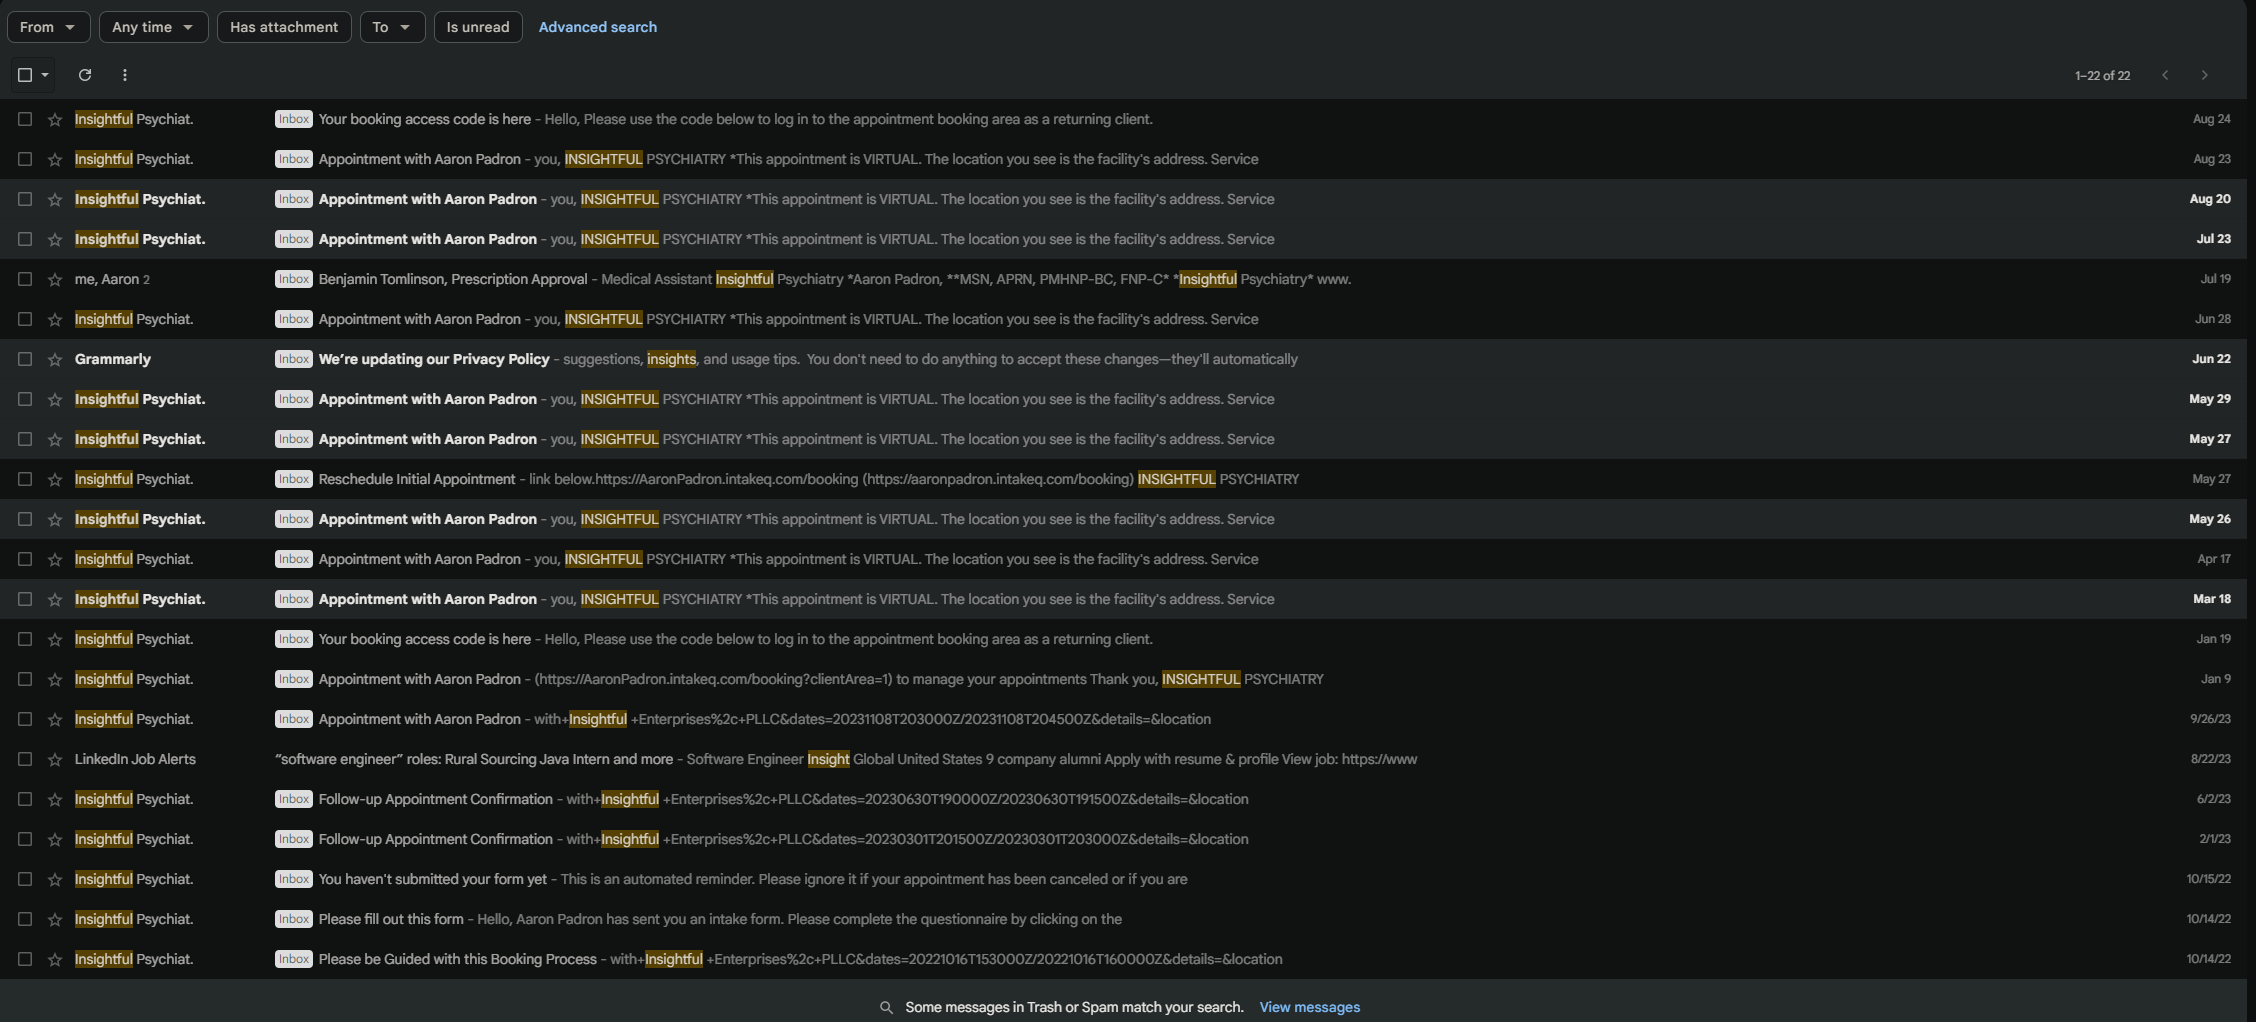 From Any time Has attachment To Is unread Advanced search
1–22 of 22
Insightful Psychiat. Inbox Your booking access code is here - Hello, Please use the code below to log in to the appointment booking area as a returning client. Aug 24
Insightful Psychiat. Inbox Appointment with Aaron Padron - you, INSIGHTFUL PSYCHIATRY *This appointment is VIRTUAL. The location you see is the facility's address. Service Aug 23
Insightful Psychiat. Inbox Appointment with Aaron Padron - you, INSIGHTFUL PSYCHIATRY *This appointment is VIRTUAL. The location you see is the facility's address. Service Aug 20
Insightful Psychiat. Inbox Appointment with Aaron Padron - you, INSIGHTFUL PSYCHIATRY *This appointment is VIRTUAL. The location you see is the facility's address. Service Jul 23
me, Aaron 2 Inbox Benjamin Tomlinson, Prescription Approval - Medical Assistant Insightful Psychiatry *Aaron Padron, **MSN, APRN, PMHNP-BC, FNP-C* *Insightful Psychiatry* www. Jul 19
Insightful Psychiat. Inbox Appointment with Aaron Padron - you, INSIGHTFUL PSYCHIATRY *This appointment is VIRTUAL. The location you see is the facility's address. Service Jun 28
Grammarly Inbox We’re updating our Privacy Policy - suggestions, insights, and usage tips. You don't need to do anything to accept these changes—they'll automatically Jun 22
Insightful Psychiat. Inbox Appointment with Aaron Padron - you, INSIGHTFUL PSYCHIATRY *This appointment is VIRTUAL. The location you see is the facility's address. Service May 29
Insightful Psychiat. Inbox Appointment with Aaron Padron - you, INSIGHTFUL PSYCHIATRY *This appointment is VIRTUAL. The location you see is the facility's address. Service May 27
Insightful Psychiat. Inbox Reschedule Initial Appointment - link below.https://AaronPadron.intakeq.com/booking (https://aaronpadron.intakeq.com/booking) INSIGHTFUL PSYCHIATRY May 27
Insightful Psychiat. Inbox Appointment with Aaron Padron - you, INSIGHTFUL PSYCHIATRY *This appointment is VIRTUAL. The location you see is the facility's address. Service May 26
Insightful Psychiat. Inbox Appointment with Aaron Padron - you, INSIGHTFUL PSYCHIATRY *This appointment is VIRTUAL. The location you see is the facility's address. Service Apr 17
Insightful Psychiat. Inbox Appointment with Aaron Padron - you, INSIGHTFUL PSYCHIATRY *This appointment is VIRTUAL. The location you see is the facility's address. Service Mar 18
Insightful Psychiat. Inbox Your booking access code is here - Hello, Please use the code below to log in to the appointment booking area as a returning client. Jan 19
Insightful Psychiat. Inbox Appointment with Aaron Padron - (https://AaronPadron.intakeq.com/booking?clientArea=1) to manage your appointments Thank you, INSIGHTFUL PSYCHIATRY Jan 9
Insightful Psychiat. Inbox Appointment with Aaron Padron - with+Insightful +Enterprises%2c+PLLC&dates=20231108T203000Z/20231108T204500Z&details=&location 9/26/23
LinkedIn Job Alerts “software engineer” roles: Rural Sourcing Java Intern and more - Software Engineer Insight Global United States 9 company alumni Apply with resume & profile View job: https://www 8/22/23
Insightful Psychiat. Inbox Follow-up Appointment Confirmation - with+Insightful +Enterprises%2c+PLLC&dates=20230630T190000Z/20230630T191500Z&details=&location 6/2/23
Insightful Psychiat. Inbox Follow-up Appointment Confirmation - with+Insightful +Enterprises%2c+PLLC&dates=20230301T201500Z/20230301T203000Z&details=&location 2/1/23
Insightful Psychiat. Inbox You haven't submitted your form yet - This is an automated reminder. Please ignore it if your appointment has been canceled or if you are 10/15/22
Insightful Psychiat. Inbox Please fill out this form - Hello, Aaron Padron has sent you an intake form. Please complete the questionnaire by clicking on the 10/14/22
Insightful Psychiat. Inbox Please be Guided with this Booking Process - with+Insightful +Enterprises%2c+PLLC&dates=20221016T153000Z/20221016T160000Z&details=&location 10/14/22
Some messages in Trash or Spam match your search. View messages